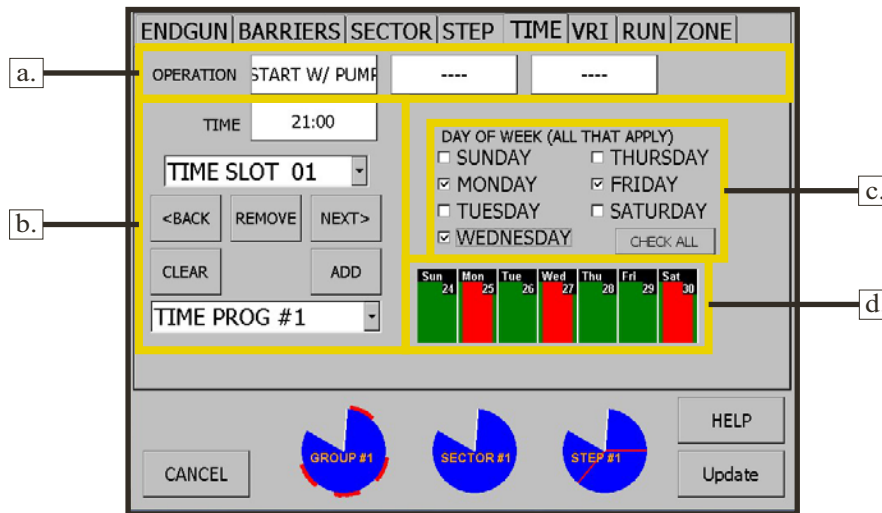 ENDGUN BARRIERS SECTOR STEP TIME VRI RUN ZONE
a.
OPERATION START W/ PUMP ---- ----
TIME 21:00
TIME SLOT 01
b.
<BACK REMOVE NEXT>
CLEAR ADD
TIME PROG #1
DAY OF WEEK (ALL THAT APPLY)
SUNDAY THURSDAY
MONDAY FRIDAY
TUESDAY SATURDAY
WEDNESDAY CHECK ALL
c.
Sun Mon Tue Wed Thu Fri Sat
24 25 26 27 28 29 30
d
GROUP #1 SECTOR #1 STEP #1
HELP
CANCEL Update